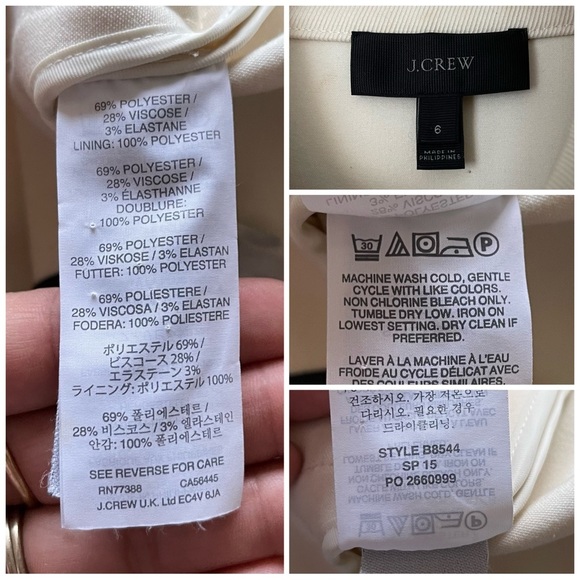 69% POLYESTER /
28% VISCOSE /
3% ELASTANE
LINING: 100% POLYESTER
69% POLYESTER /
28% VISCOSE /
3% ÉLASTHANNE
DOUBLURE:
100% POLYESTER
69% POLYESTER /
28% VISKOSE / 3% ELASTAN
FUTTER: 100% POLYESTER
69% POLIESTERE /
28% VISCOSA / 3% ELASTAN
FODERA: 100% POLIESTERE
ポリエステル 69% /
ビスコース 28% /
エラステーン 3%
ライニング: ポリエステル 100%
69% 폴리에스테르 /
28% 비스코스 / 3% 엘라스테인
안감: 100% 폴리에스테르
SEE REVERSE FOR CARE
RN77388 CA56445
J.CREW U.K. Ltd EC4V 6JA
J.CREW
6
MADE IN
PHILIPPINES
30
P
MACHINE WASH COLD, GENTLE
CYCLE WITH LIKE COLORS.
NON CHLORINE BLEACH ONLY.
TUMBLE DRY LOW. IRON ON
LOWEST SETTING. DRY CLEAN IF
PREFERRED.
LAVER À LA MACHINE À L'EAU
FROIDE AU CYCLE DÉLICAT AVEC
DES COULEURS SIMILAIRES.
건조하시오. 가장 저온으로
다리시오. 필요한 경우
드라이클리닝
STYLE B8544
SP 15
PO 2660999